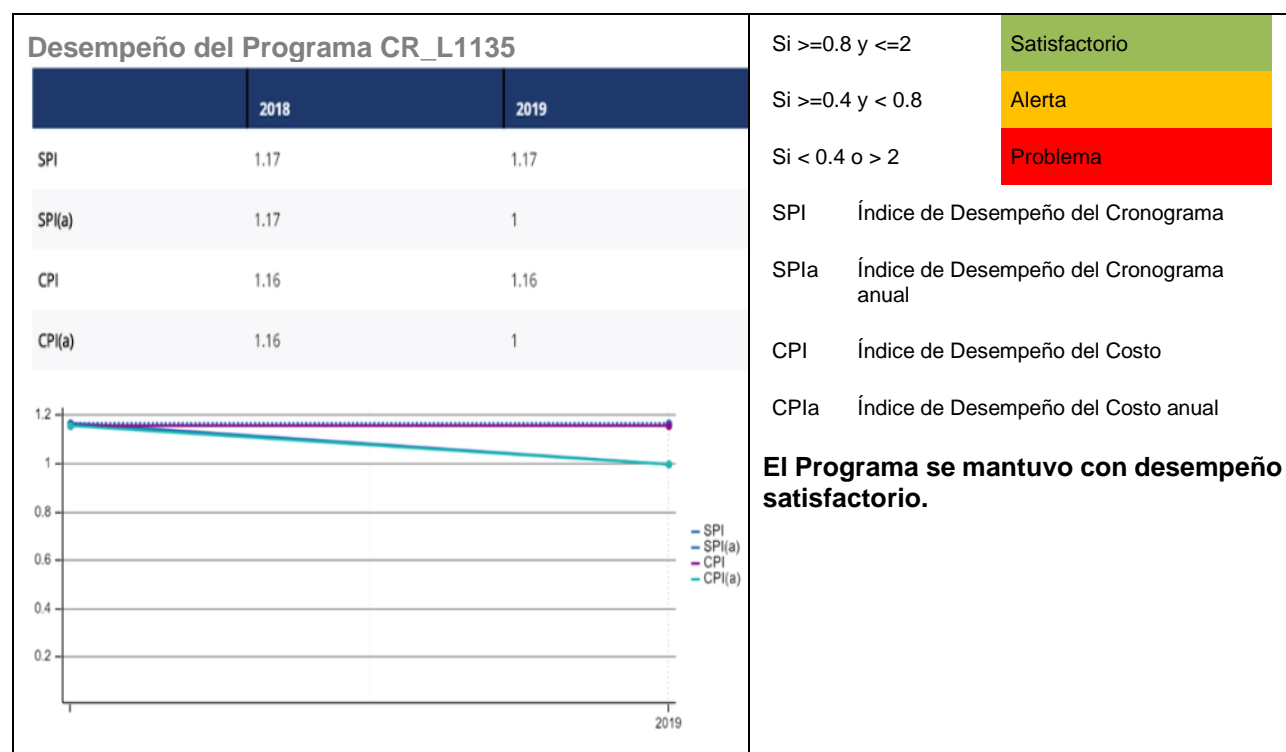 Desempeño del Programa CR_L1135
2018 2019
SPI 1.17 1.17
SPI(a) 1.17 1
CPI 1.16 1.16
CPI(a) 1.16 1
1.2
1
0.8
0.6
0.4
0.2
2019
SPI
SPI(a)
CPI
CPI(a)
Si >=0.8 y <=2 Satisfactorio
Si >=0.4 y < 0.8 Alerta
Si < 0.4 o > 2 Problema
SPI Índice de Desempeño del Cronograma
SPIa Índice de Desempeño del Cronograma
anual
CPI Índice de Desempeño del Costo
CPIa Índice de Desempeño del Costo anual
El Programa se mantuvo con desempeño
satisfactorio.